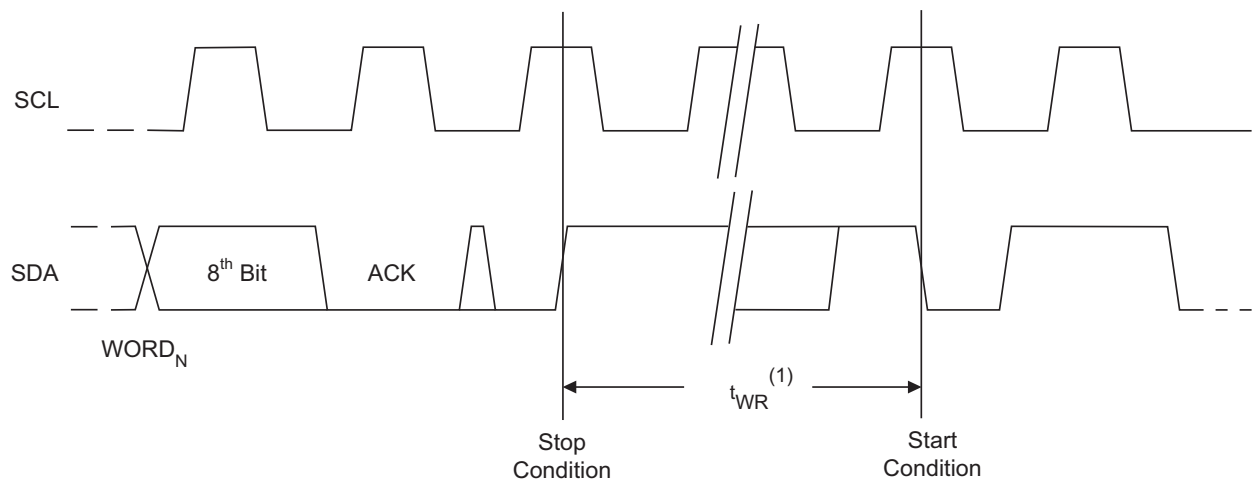 SCL
SDA
8th Bit
ACK
WORDN
tWR(1)
Stop
Condition
Start
Condition